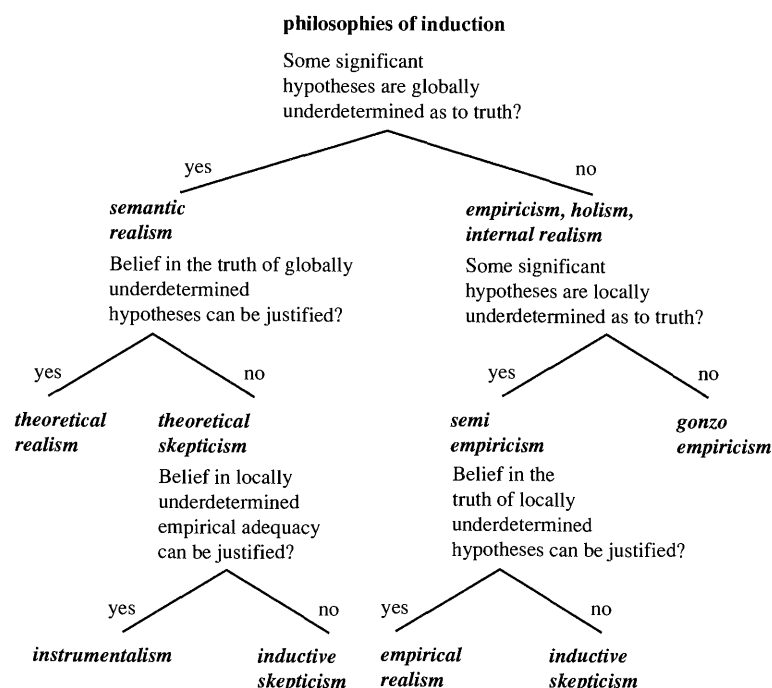 philosophies of induction
Some significant
hypotheses are globally
underdetermined as to truth?
yes
no
semantic
realism
empiricism, holism,
internal realism
Belief in the truth of globally
underdetermined
hypotheses can be justified?
Some significant
hypotheses are locally
underdetermined as to truth?
yes
no
yes
no
theoretical
realism
theoretical
skepticism
semi
empiricism
gonzo
empiricism
Belief in locally
underdetermined
empirical adequacy
can be justified?
Belief in the
truth of locally
underdetermined
hypotheses can be justified?
yes
no
yes
no
instrumentalism
inductive
skepticism
empirical
realism
inductive
skepticism